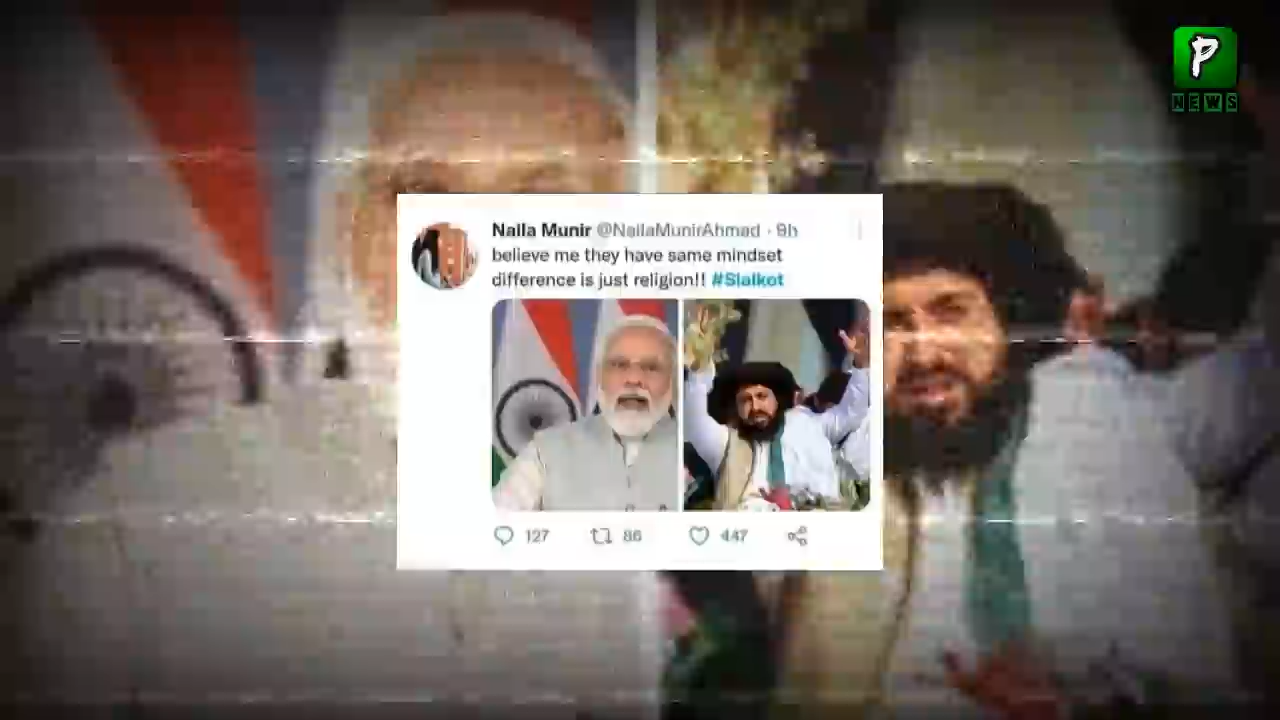 P
NEWS
Naila Munir @NailaMunirAhmad · 9h
believe me they have same mindset
difference is just religion!! #Sialkot
127 86 447